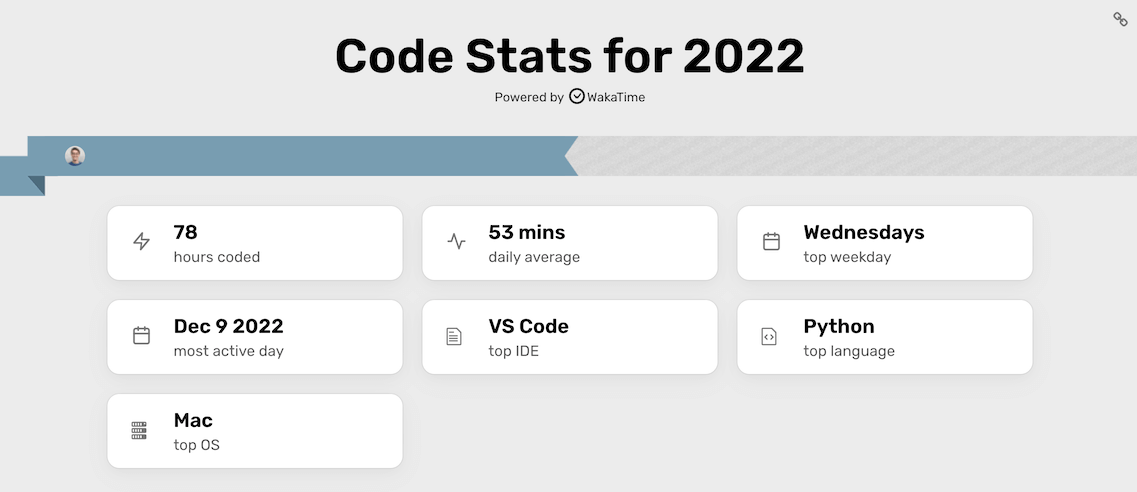 Code Stats for 2022
Powered by WakaTime
78
hours coded
53 mins
daily average
Wednesdays
top weekday
Dec 9 2022
most active day
VS Code
top IDE
Python
top language
Mac
top OS